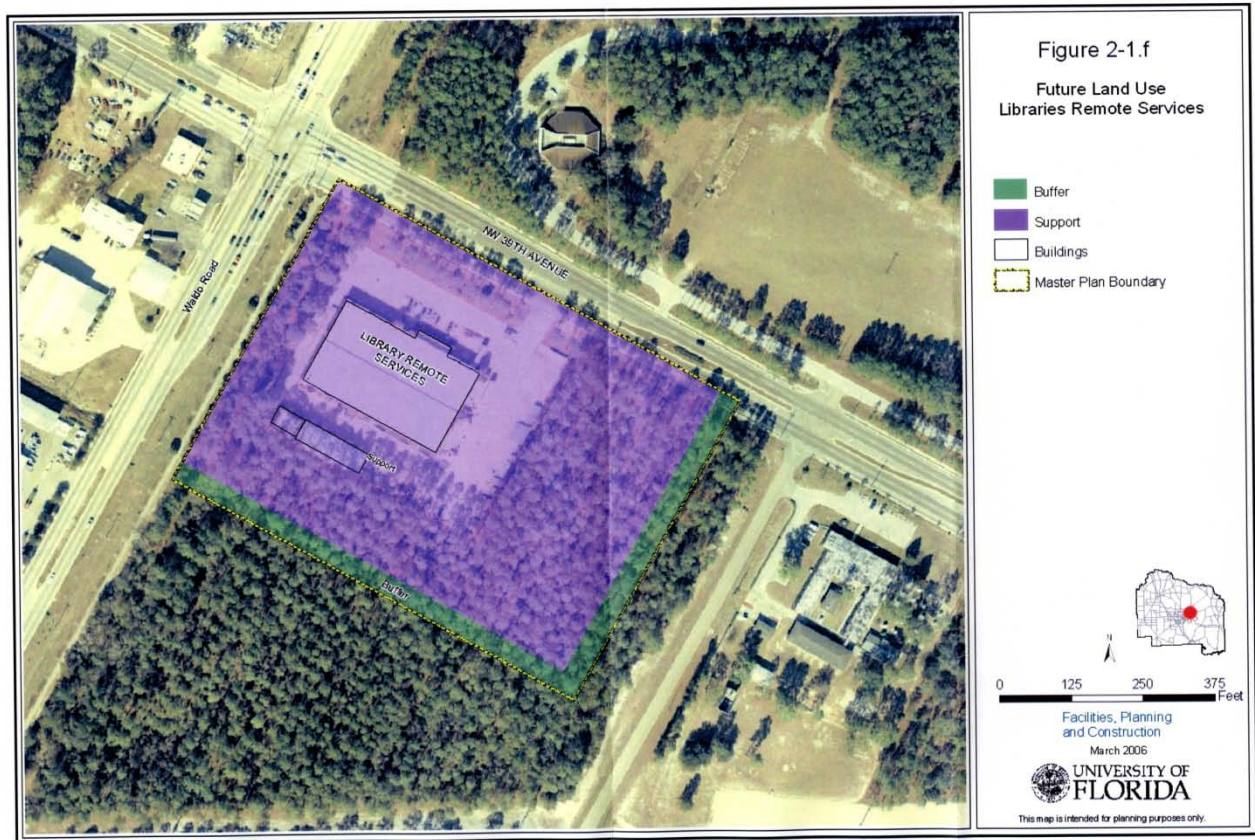 Figure 2-1.f
Future Land Use
Libraries Remote Services
Buffer
Support
Buildings
Master Plan Boundary
NW 39TH AVENUE
Waldo Road
LIBRARY REMOTE
SERVICES
Support
Buffer
N
0 125 250 375
Feet
Facilities, Planning
and Construction
March 2006
UNIVERSITY OF
FLORIDA
This map is intended for planning purposes only.